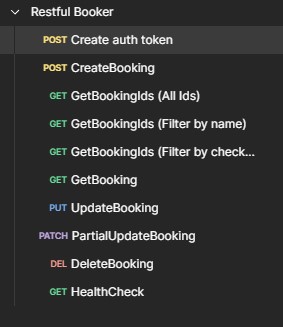 Restful Booker
POST Create auth token
POST CreateBooking
GET GetBookingIds (All Ids)
GET GetBookingIds (Filter by name)
GET GetBookingIds (Filter by check...
GET GetBooking
PUT UpdateBooking
PATCH PartialUpdateBooking
DEL DeleteBooking
GET HealthCheck